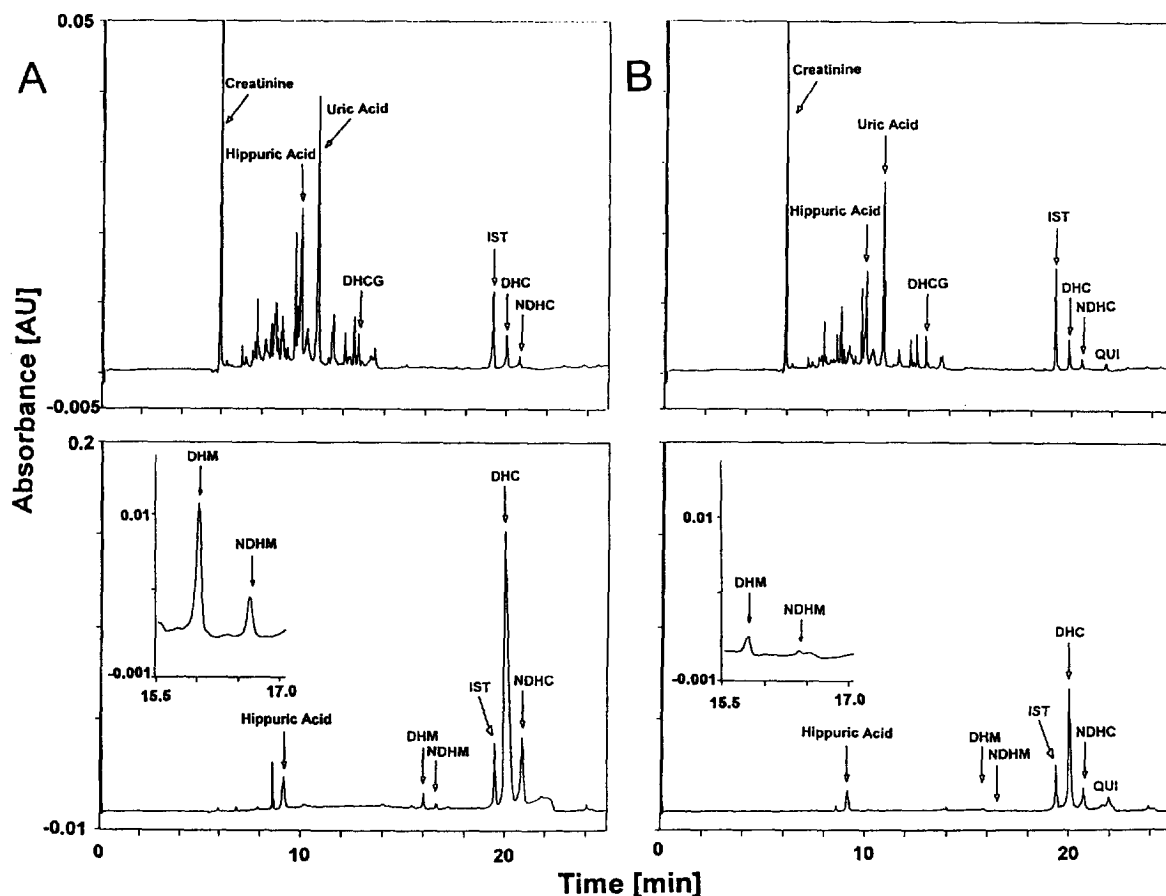 0.05
A
Creatinine
Uric Acid
Hippuric Acid
DHCG
IST
DHC
NDHC
-0.005
B
Creatinine
Uric Acid
Hippuric Acid
DHCG
IST
DHC
NDHC
QUI
Absorbance [AU]
0.2
DHM
0.01
NDHM
-0.001
15.5
17.0
DHC
Hippuric Acid
DHM
NDHM
IST
NDHC
-0.01
0
10
20
0.01
DHM
NDHM
-0.001
15.5
17.0
DHC
Hippuric Acid
DHM
NDHM
IST
NDHC
QUI
0
10
20
Time [min]